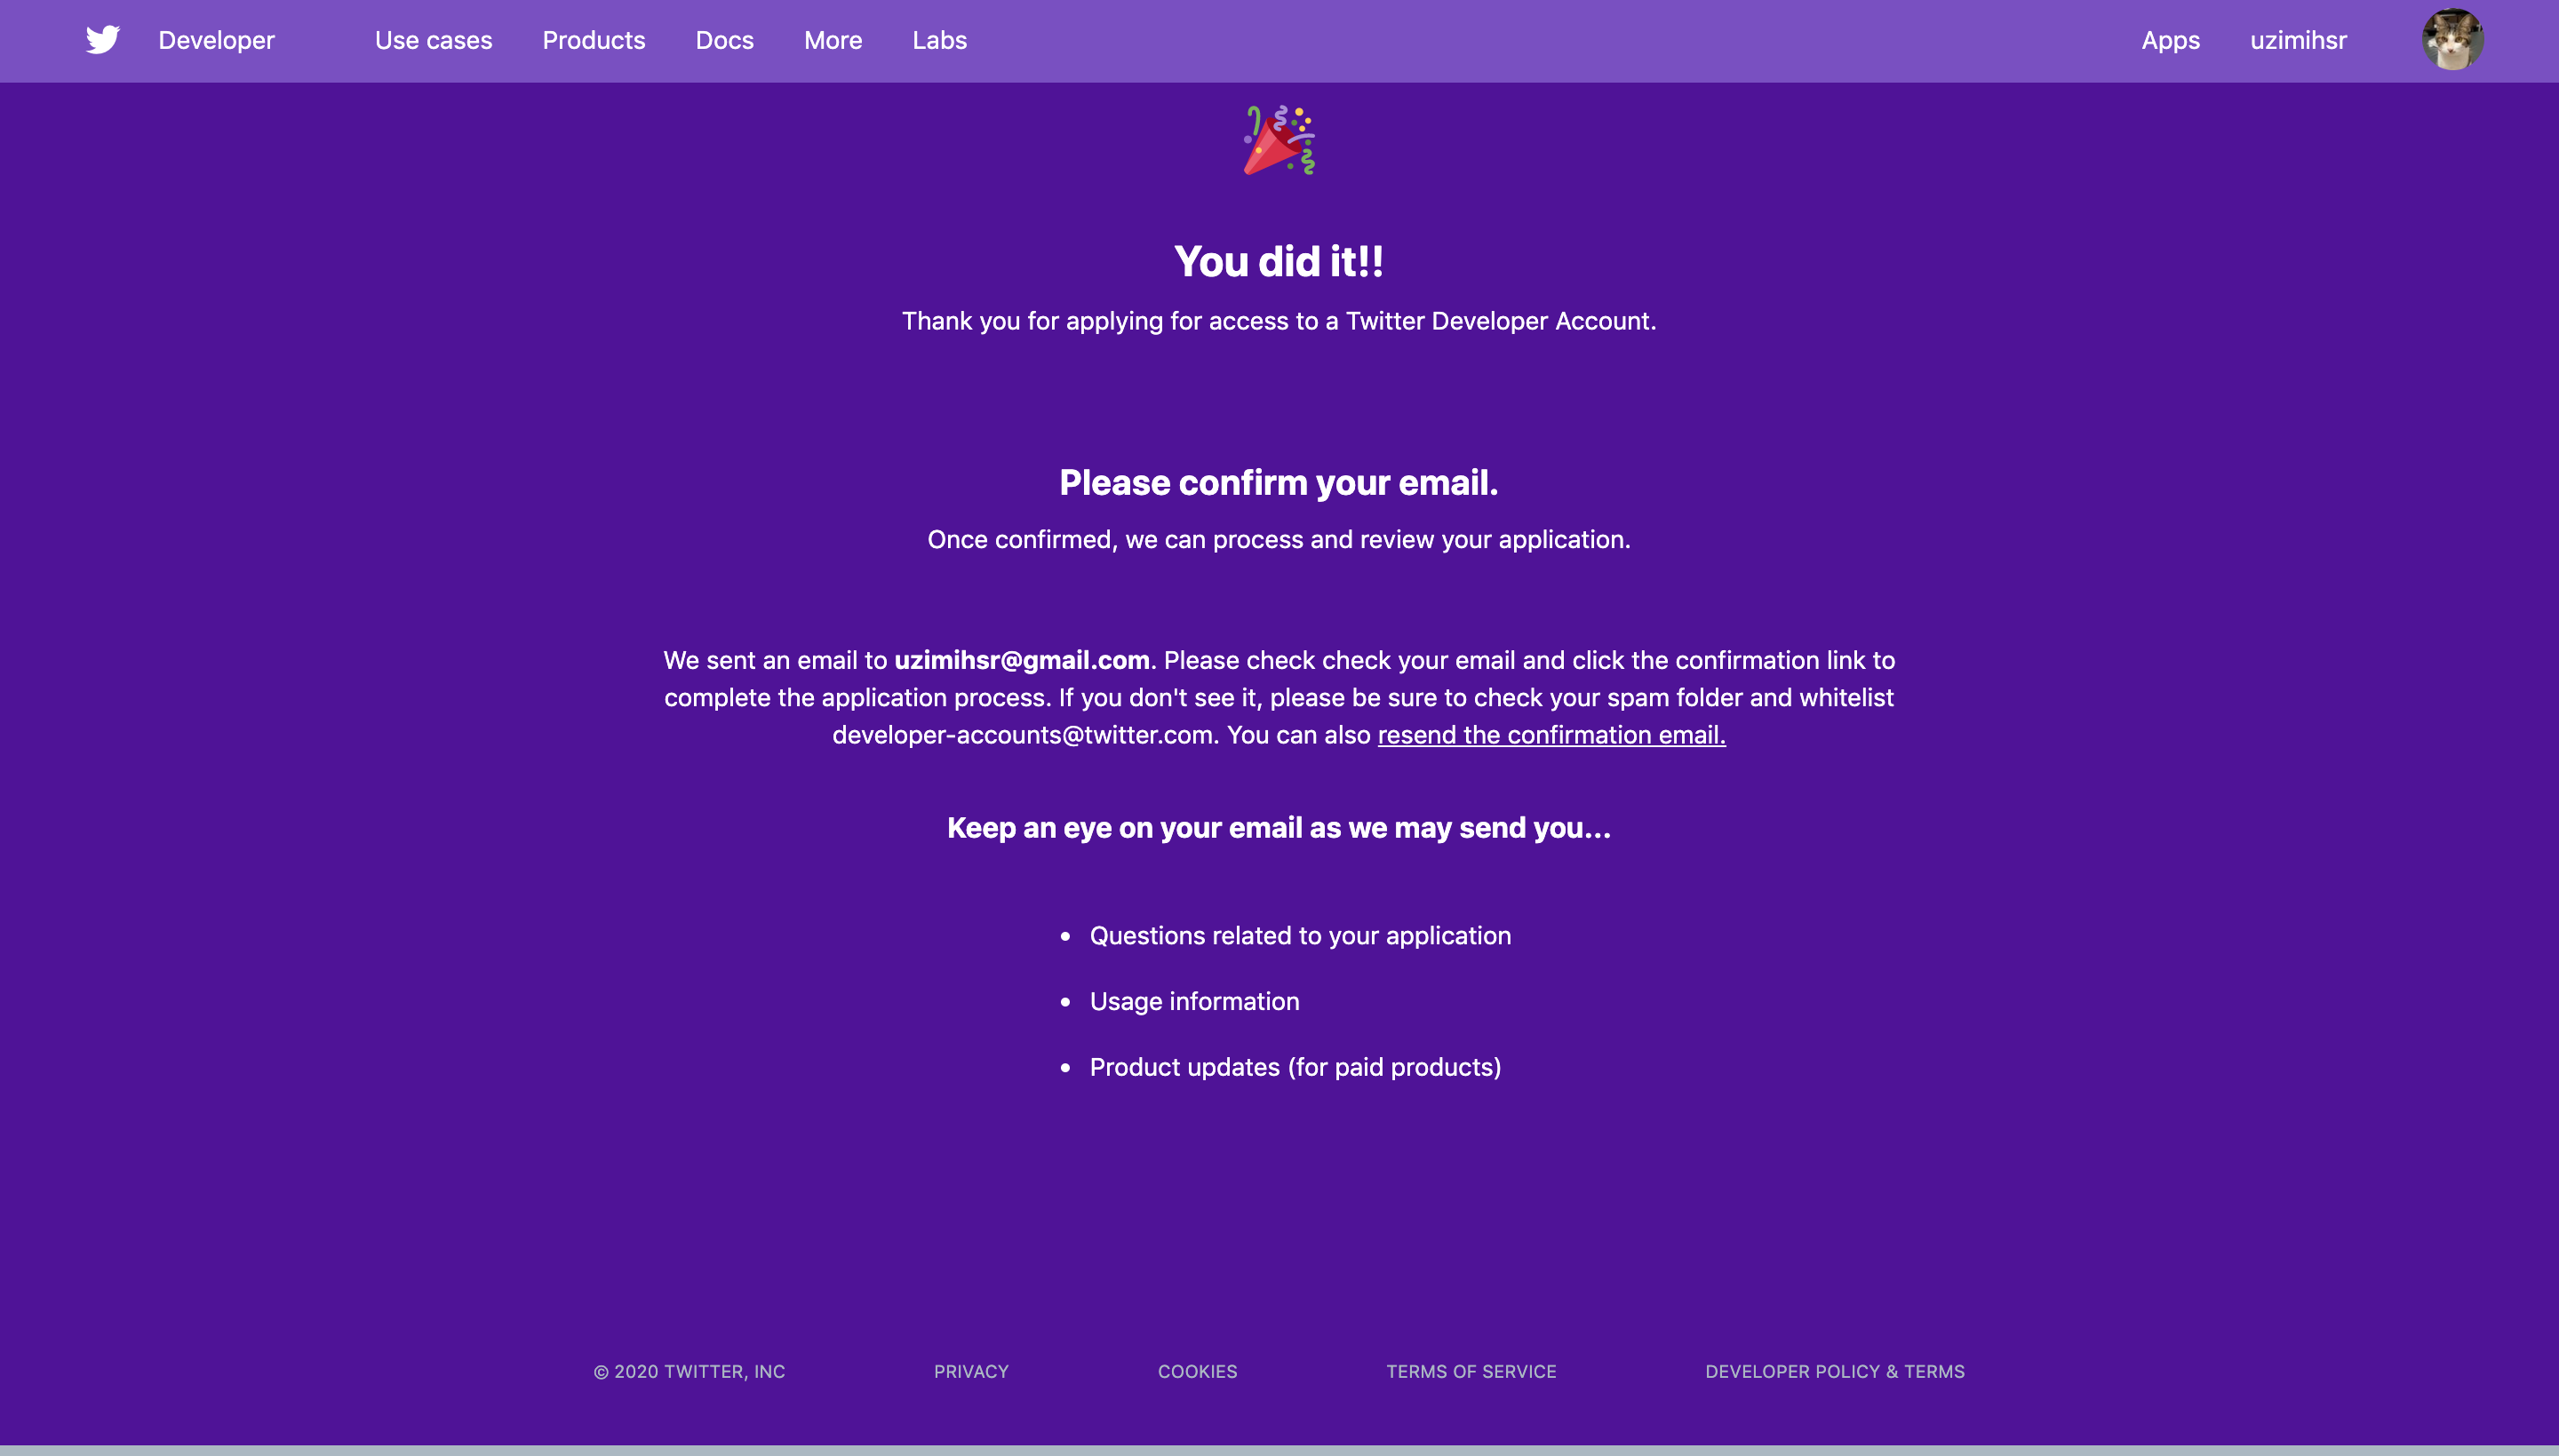 Developer Use cases Products Docs More Labs Apps uzimihsr
You did it!!
Thank you for applying for access to a Twitter Developer Account.
Please confirm your email.
Once confirmed, we can process and review your application.
We sent an email to uzimihsr@gmail.com. Please check check your email and click the confirmation link to
complete the application process. If you don't see it, please be sure to check your spam folder and whitelist
developer-accounts@twitter.com. You can also resend the confirmation email.
Keep an eye on your email as we may send you...
• Questions related to your application
• Usage information
• Product updates (for paid products)
© 2020 TWITTER, INC PRIVACY COOKIES TERMS OF SERVICE DEVELOPER POLICY & TERMS